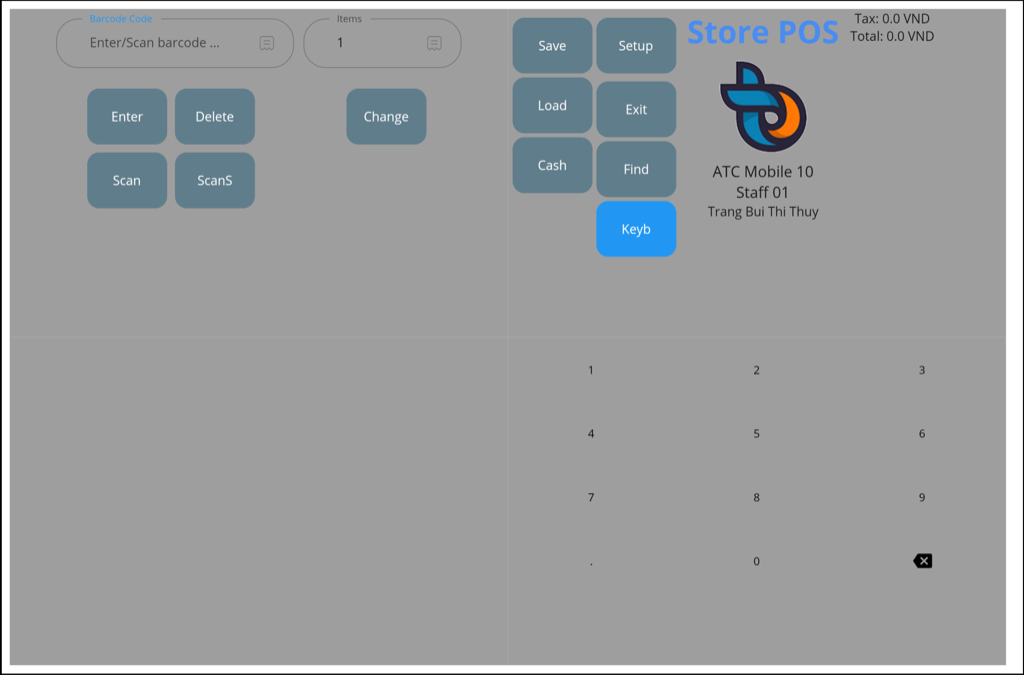 Barcode Code
Enter/Scan barcode ...
Items
1
Enter
Delete
Change
Scan
ScanS
Save
Setup
Load
Exit
Cash
Find
Keyb
Store POS
Tax: 0.0 VND
Total: 0.0 VND
ATC Mobile 10
Staff 01
Trang Bui Thi Thuy
1
2
3
4
5
6
7
8
9
.
0